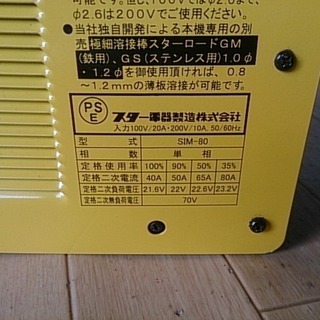 可能です。但し、100Vではφ2.0まで、
φ2.6は200Vでご使用ください。
●当社独自開発による本機専用の別
売極細溶接棒スターロードGM
(鉄用)、GS(ステンレス用)1.0φ
・1.2φを御使用頂ければ、0.8
～1.2mmの薄板溶接が可能です。
PS
E
スター電器製造株式会社
入力100V/20A・200V/10A 50/60Hz
型式 SIM-80
相数 単相
定格使用率 100% 90% 50% 35%
定格二次電流 40A 50A 65A 80A
定格二次負荷電圧 21.6V 22V 22.6V 23.2V
定格二次無負荷電圧 70V